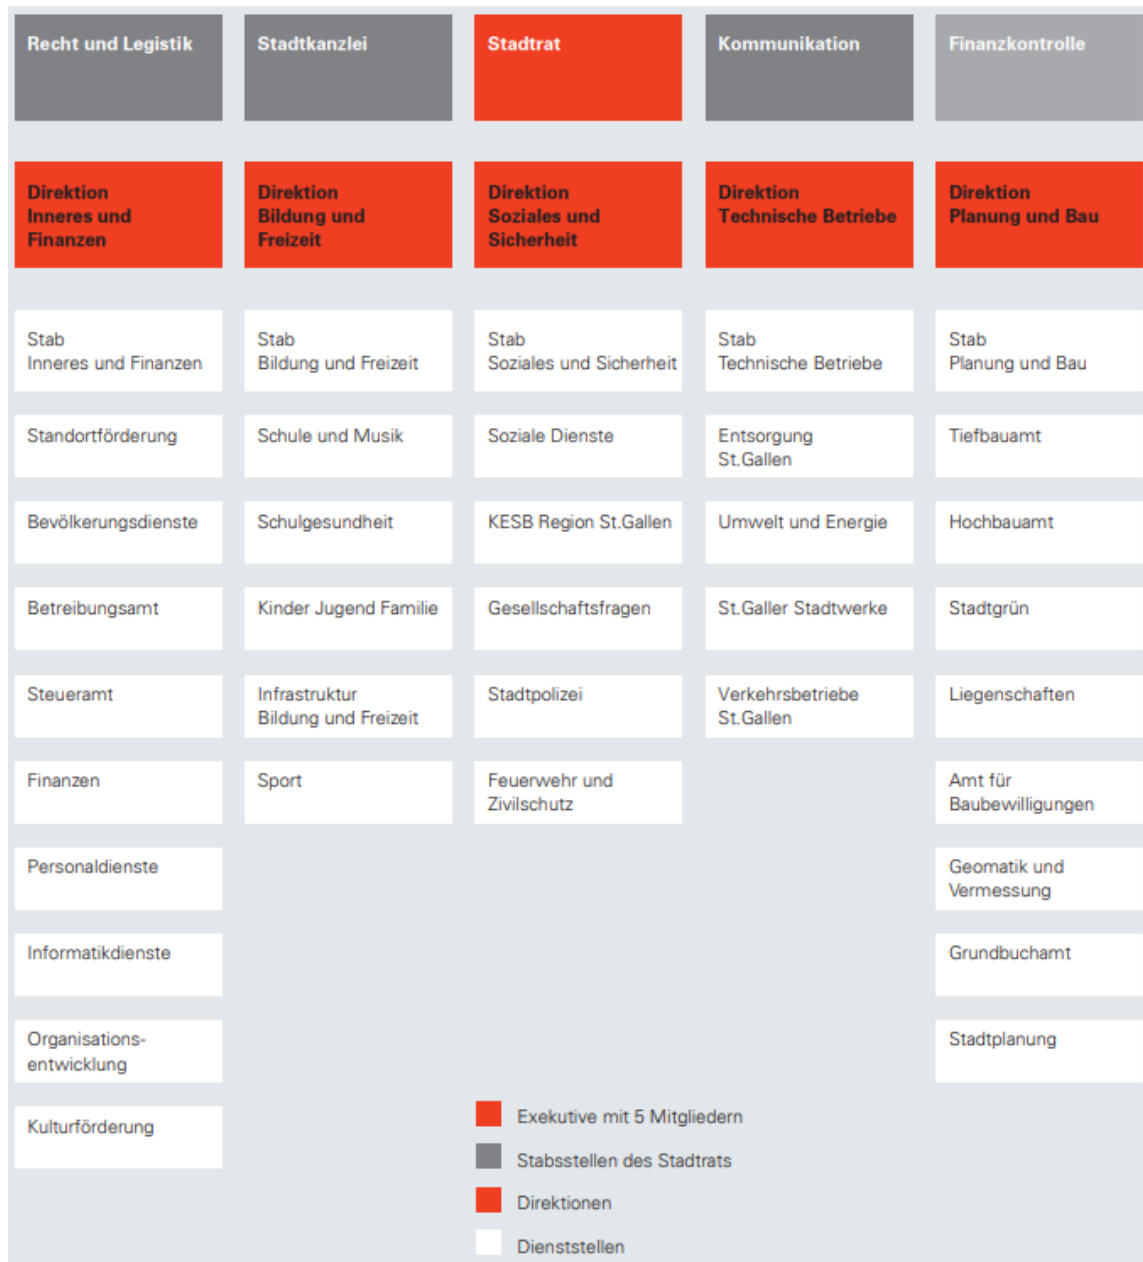 Recht und Legistik
Stadtkanzlei
Stadtrat
Kommunikation
Finanzkontrolle
Direktion
Inneres und
Finanzen
Direktion
Bildung und
Freizeit
Direktion
Soziales und
Sicherheit
Direktion
Technische Betriebe
Direktion
Planung und Bau
Stab
Inneres und Finanzen
Stab
Bildung und Freizeit
Stab
Soziales und Sicherheit
Stab
Technische Betriebe
Stab
Planung und Bau
Standortförderung
Schule und Musik
Soziale Dienste
Entsorgung
St.Gallen
Tiefbauamt
Bevölkerungsdienste
Schulgesundheit
KESB Region St.Gallen
Umwelt und Energie
Hochbauamt
Betreibungsamt
Kinder Jugend Familie
Gesellschaftsfragen
St.Galler Stadtwerke
Stadtgrün
Steueramt
Infrastruktur
Bildung und Freizeit
Stadtpolizei
Verkehrsbetriebe
St.Gallen
Liegenschaften
Finanzen
Sport
Feuerwehr und
Zivilschutz
Amt für
Baubewilligungen
Personaldienste
Geomatik und
Vermessung
Informatikdienste
Grundbuchamt
Organisations-
entwicklung
Stadtplanung
Kulturförderung
Exekutive mit 5 Mitgliedern
Stabsstellen des Stadtrats
Direktionen
Dienststellen